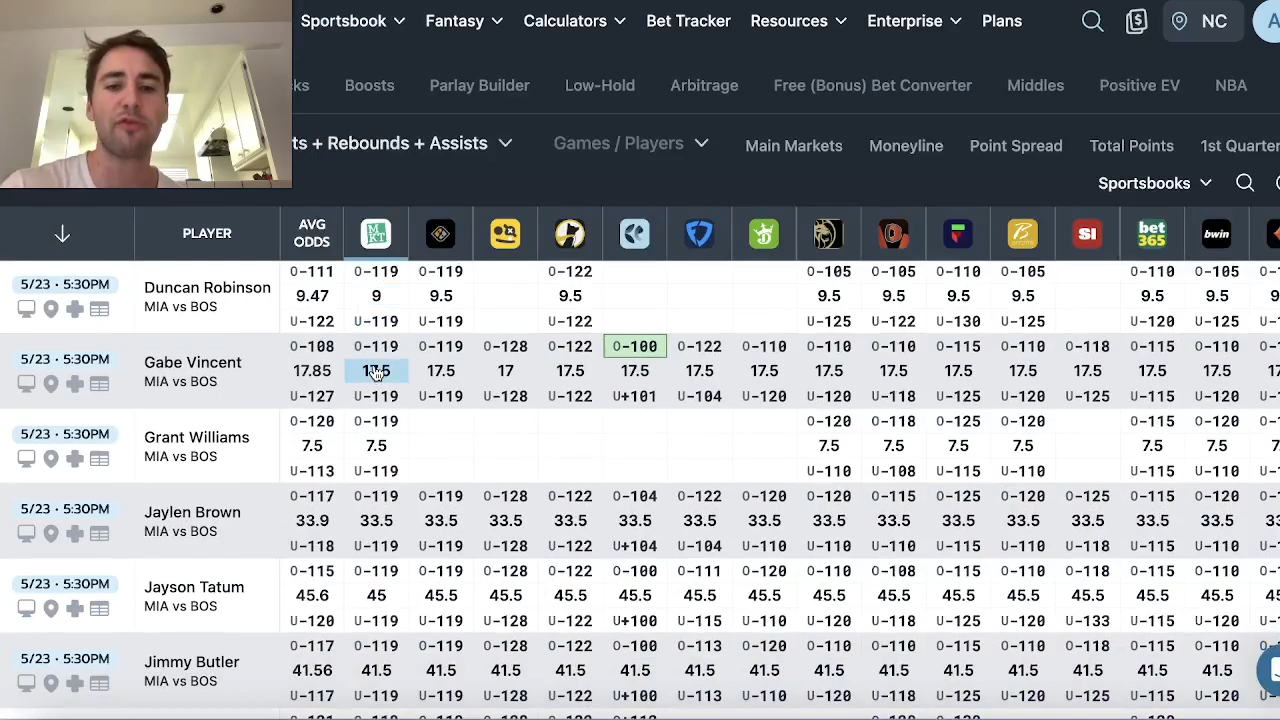 Sportsbook Fantasy Calculators Bet Tracker Resources Enterprise Plans $ NC
Boosts Parlay Builder Low-Hold Arbitrage Free (Bonus) Bet Converter Middles Positive EV NBA
ts + Rebounds + Assists Games / Players Main Markets Moneyline Point Spread Total Points 1st Quarter
Sportsbooks
PLAYER AVG ODDS MKT SI bet365 bwin
O-111 O-119 O-119 O-122 O-105 O-105 O-110 O-105 O-110 O-105 O-
5/23 • 5:30PM Duncan Robinson 9.47 9 9.5 9.5 9.5 9.5 9.5 9.5 9.5 9.5 9.
MIA vs BOS
U-122 U-119 U-119 U-122 U-125 U-122 U-130 U-125 U-120 U-125 U-
O-108 O-119 O-119 O-128 O-122 O-100 O-122 O-110 O-110 O-110 O-110 O-110 O-118 O-115 O-110 O-
5/23 • 5:30PM Gabe Vincent 17.85 17.5 17 17.5 17.5 17.5 17.5 17.5 17.5 17.5 17.5 17.5 17.5 17
MIA vs BOS
U-127 U-119 U-119 U-128 U-122 U+101 U-104 U-120 U-120 U-118 U-125 U-120 U-125 U-115 U-120 U-
O-120 O-119 O-120 O-118 O-125 O-120 O-115 O-120 O-
5/23 • 5:30PM Grant Williams 7.5 7.5 7.5 7.5 7.5 7.5 7.5 7.5 7.
MIA vs BOS
U-113 U-119 U-110 U-108 U-115 U-110 U-115 U-110 U-
O-117 O-119 O-119 O-128 O-122 O-104 O-122 O-120 O-120 O-115 O-125 O-120 O-125 O-115 O-120 O-
5/23 • 5:30PM Jaylen Brown 33.9 33.5 33.5 33.5 33.5 33.5 33.5 33.5 33.5 33.5 33.5 33.5 33.5 33.5 33.5 33
MIA vs BOS
U-118 U-119 U-119 U-128 U-122 U+104 U-104 U-110 U-110 U-110 U-115 U-110 U-118 U-115 U-110 U-
O-115 O-119 O-119 O-128 O-122 O-100 O-111 O-120 O-110 O-108 O-115 O-110 O-110 O-115 O-110 O-
5/23 • 5:30PM Jayson Tatum 45.6 45 45.5 45.5 45.5 45.5 45.5 45.5 45.5 45.5 45.5 45.5 45.5 45.5 45.5 45
MIA vs BOS
U-120 U-119 U-119 U-128 U-122 U+100 U-115 U-110 U-120 U-118 U-125 U-120 U-133 U-115 U-120 U-
O-117 O-119 O-119 O-128 O-122 O-100 O-113 O-120 O-110 O-110 O-115 O-110 O-118 O-115 O-110
5/23 • 5:30PM Jimmy Butler 41.56 41.5 41.5 41.5 41.5 41.5 41.5 41.5 41.5 41.5 41.5 41.5 41.5 41.5 41.5
MIA vs BOS
U-117 U-119 U-119 U-128 U-122 U+100 U-113 U-110 U-120 U-118 U-125 U-120 U-118 U-115 U-120 U-